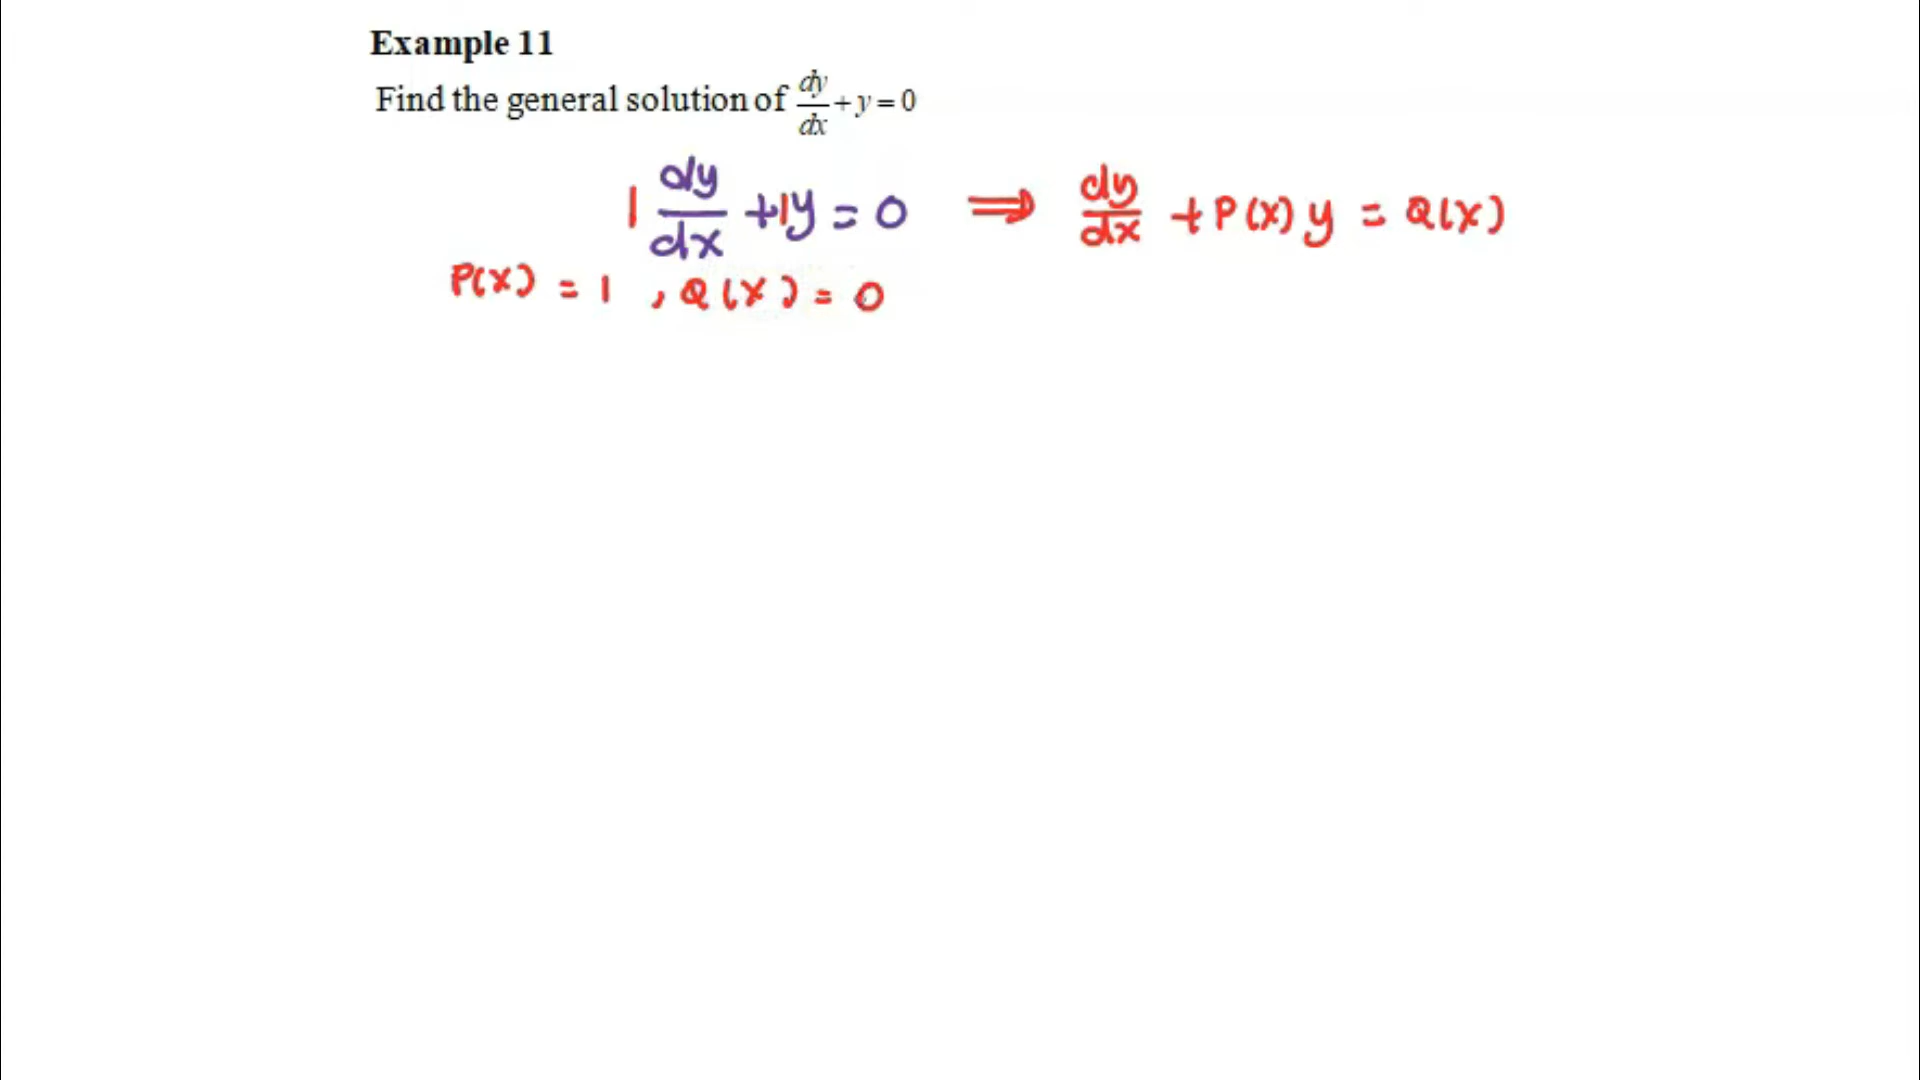 Example 11
Find the general solution of dy/dx + y = 0
1 dy/dx + 1y = 0 ⇒ dy/dx + P(x) y = Q(x)
P(x) = 1 , Q(x) = 0